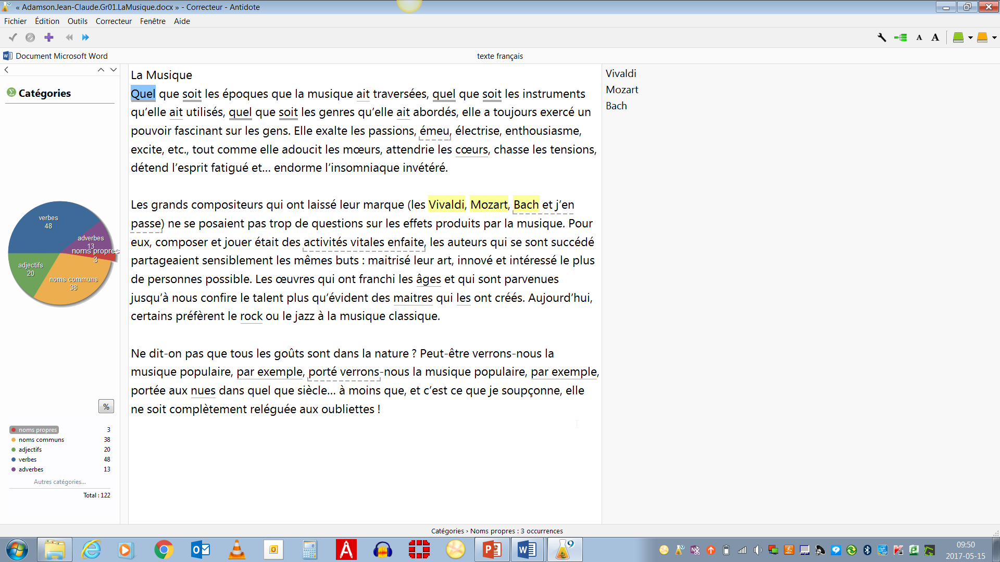 « Adamson.Jean-Claude.Gr01.LaMusique.docx » - Correcteur - Antidote
Fichier Édition Outils Correcteur Fenêtre Aide
A A
Document Microsoft Word
texte français
Catégories
verbes
48
adverbes
13
noms propres
3
adjectifs
20
noms communs
38
%
noms propres 3
noms communs 38
adjectifs 20
verbes 48
adverbes 13
Autres catégories...
Total : 122
La Musique
Quel que soit les époques que la musique ait traversées, quel que soit les instruments
qu’elle ait utilisés, quel que soit les genres qu’elle ait abordés, elle a toujours exercé un
pouvoir fascinant sur les gens. Elle exalte les passions, émeu, électrise, enthousiasme,
excite, etc., tout comme elle adoucit les mœurs, attendrie les cœurs, chasse les tensions,
détend l’esprit fatigué et… endorme l’insomniaque invétéré.
Les grands compositeurs qui ont laissé leur marque (les Vivaldi, Mozart, Bach et j’en
passe) ne se posaient pas trop de questions sur les effets produits par la musique. Pour
eux, composer et jouer était des activités vitales enfaite, les auteurs qui se sont succédé
partageaient sensiblement les mêmes buts : maitrisé leur art, innové et intéressé le plus
de personnes possible. Les œuvres qui ont franchi les âges et qui sont parvenues
jusqu’à nous confire le talent plus qu’évident des maitres qui les ont créés. Aujourd’hui,
certains préfèrent le rock ou le jazz à la musique classique.
Ne dit-on pas que tous les goûts sont dans la nature ? Peut-être verrons-nous la
musique populaire, par exemple, porté verrons-nous la musique populaire, par exemple,
portée aux nues dans quel que siècle… à moins que, et c’est ce que je soupçonne, elle
ne soit complètement reléguée aux oubliettes !
Vivaldi
Mozart
Bach
Catégories › Noms propres : 3 occurrences
09:50
2017-05-15